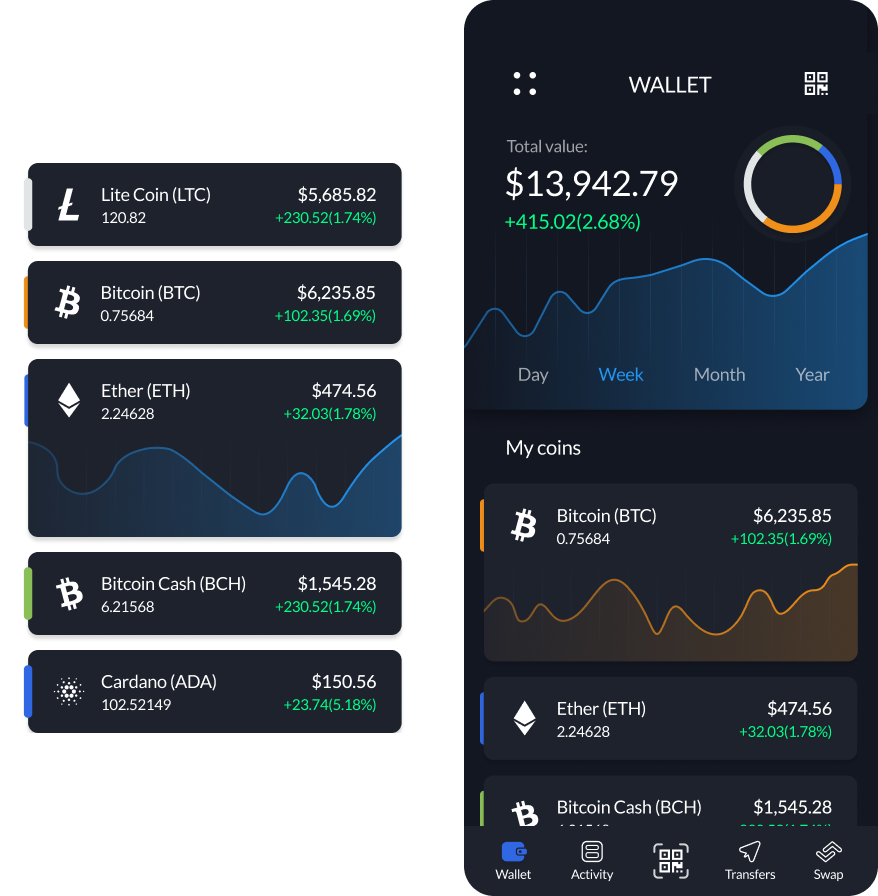 Lite Coin (LTC) $5,685.82
120.82 +230.52(1.74%)
Bitcoin (BTC) $6,235.85
0.75684 +102.35(1.69%)
Ether (ETH) $474.56
2.24628 +32.03(1.78%)
Bitcoin Cash (BCH) $1,545.28
6.21568 +230.52(1.74%)
Cardano (ADA) $150.56
102.52149 +23.74(5.18%)
WALLET
Total value:
$13,942.79
+415.02(2.68%)
Day Week Month Year
My coins
Bitcoin (BTC) $6,235.85
0.75684 +102.35(1.69%)
Ether (ETH) $474.56
2.24628 +32.03(1.78%)
Bitcoin Cash (BCH) $1,545.28
Wallet Activity Transfers Swap